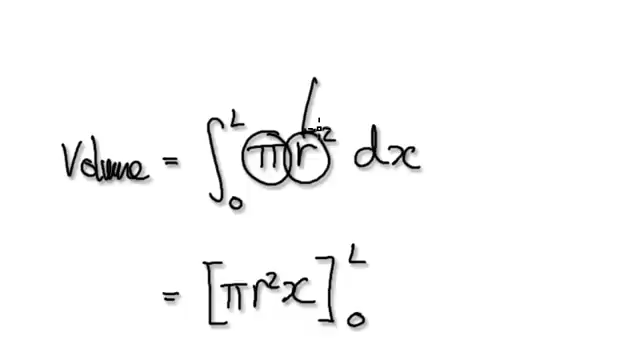 Volume = ∫₀ᴸ πr² dx
= [πr²x]₀ᴸ